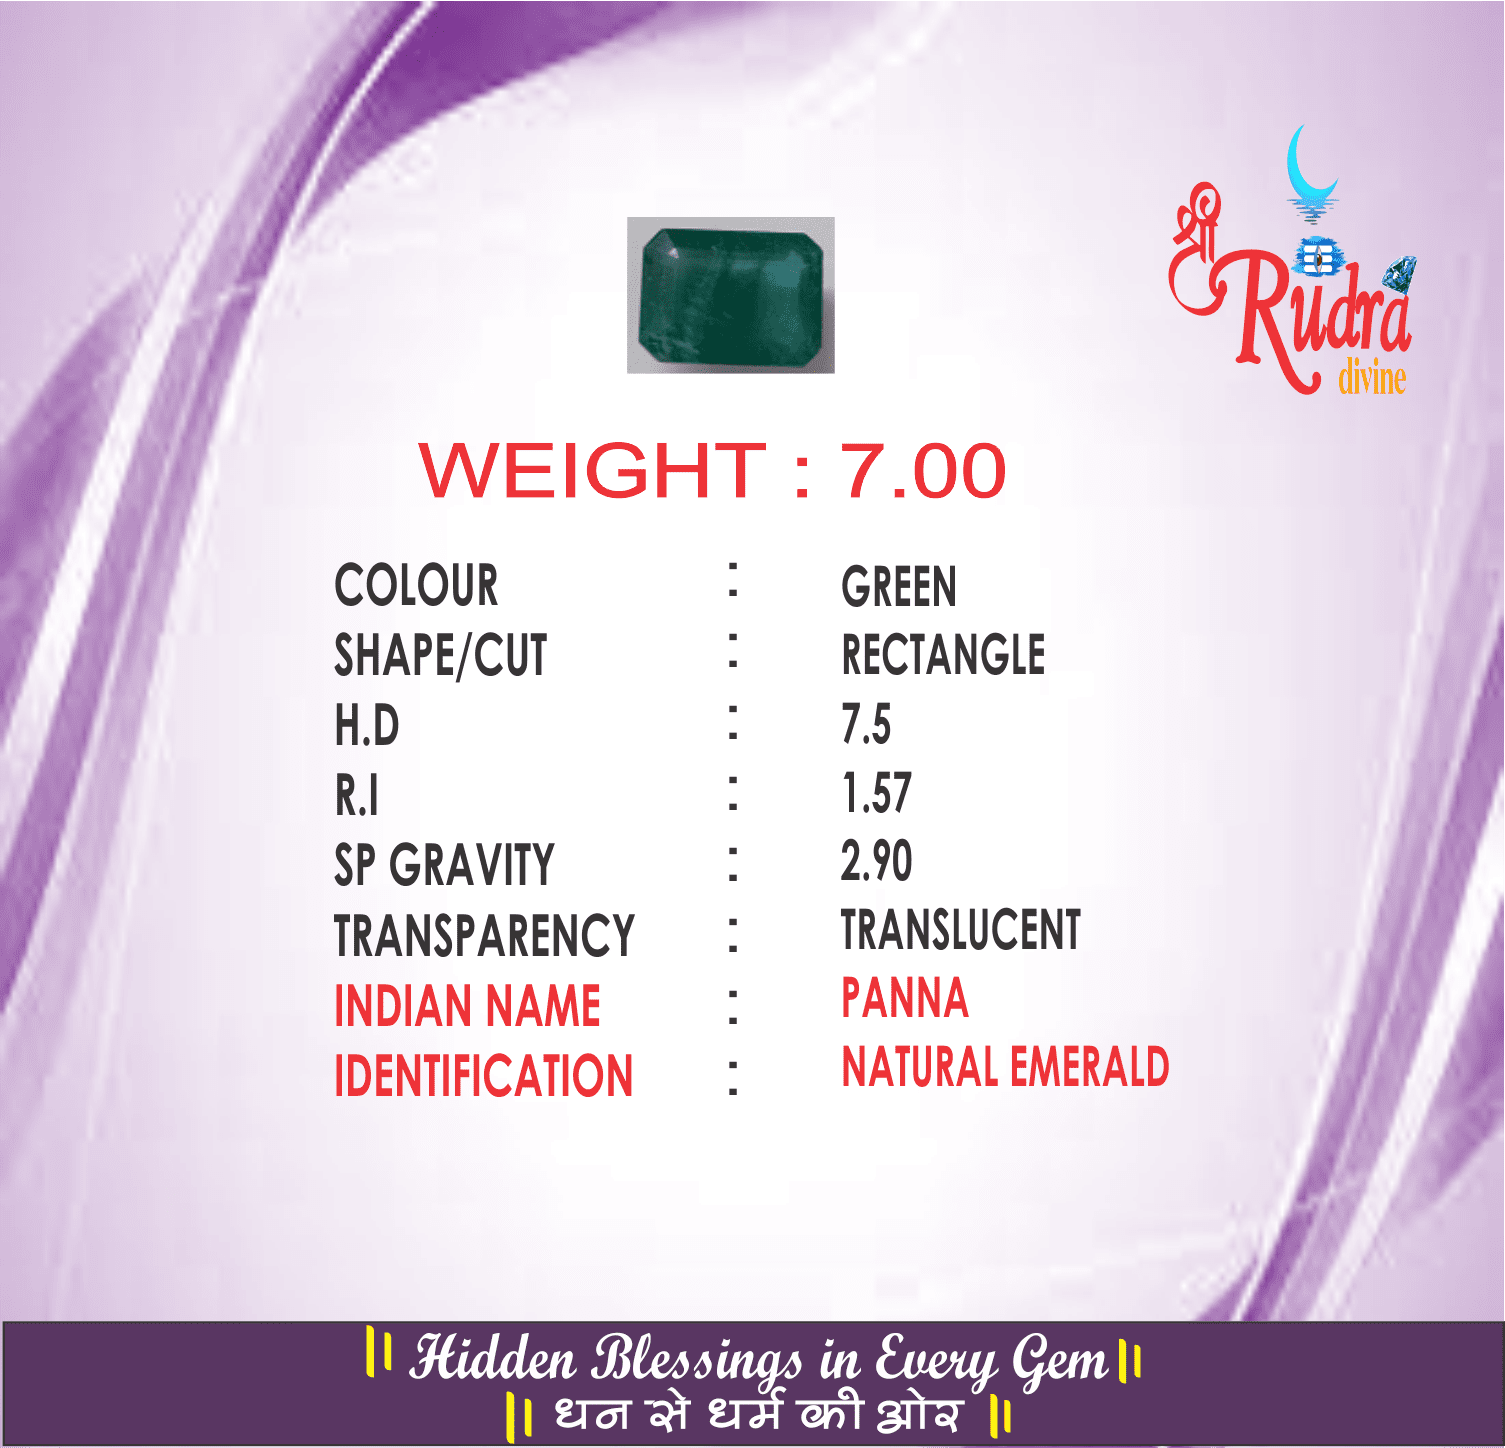 श्री
Rudra
divine
WEIGHT : 7.00
COLOUR : GREEN
SHAPE/CUT : RECTANGLE
H.D : 7.5
R.I : 1.57
SP GRAVITY : 2.90
TRANSPARENCY : TRANSLUCENT
INDIAN NAME : PANNA
IDENTIFICATION : NATURAL EMERALD
|| Hidden Blessings in Every Gem ||
|| धन से धर्म की ओर ||